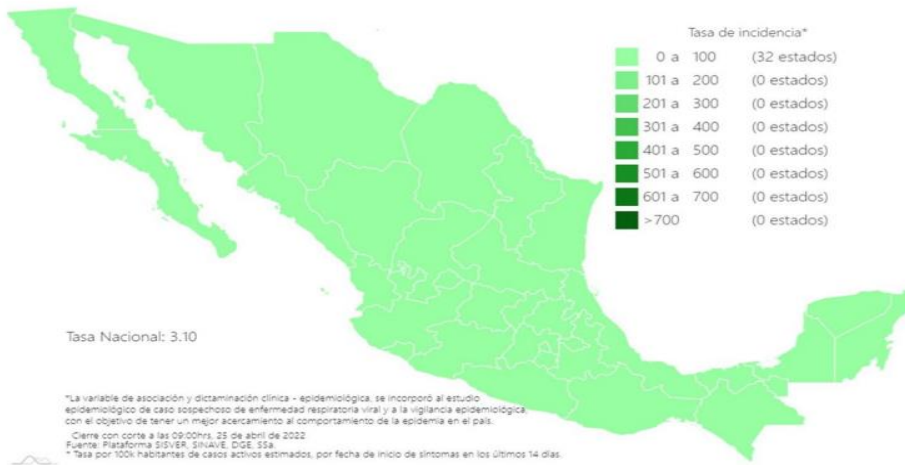 Tasa de incidencia*
0 a 100 (32 estados)
101 a 200 (0 estados)
201 a 300 (0 estados)
301 a 400 (0 estados)
401 a 500 (0 estados)
501 a 600 (0 estados)
601 a 700 (0 estados)
>700 (0 estados)
Tasa Nacional: 3.10
*La variable de asociación y dictaminación clínica - epidemiológica, se incorporó al estudio
epidemiológico de caso sospechoso de enfermedad respiratoria viral y a la vigilancia epidemiológica,
con el objetivo de tener un mejor acercamiento al comportamiento de la epidemia en el país.
Cierre con corte a las 09:00hrs, 25 de abril de 2022
Fuente: Plataforma SISVER, SINAVE, DGE, SSa.
* Tasa por 100k habitantes de casos activos estimados, por fecha de inicio de síntomas en los últimos 14 días.